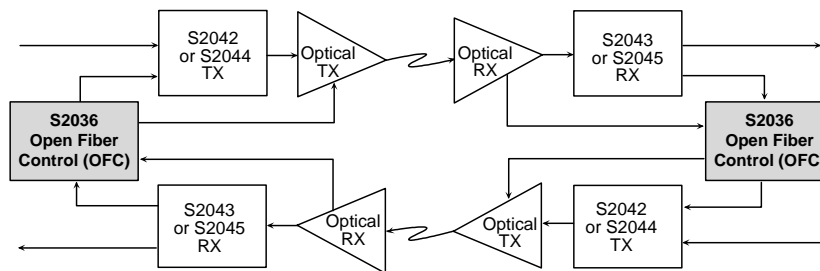 S2042
or S2044
TX
Optical
TX
Optical
RX
S2043
or S2045
RX
S2036
Open Fiber
Control (OFC)
S2036
Open Fiber
Control (OFC
S2043
or S2045
RX
Optical
RX
Optical
TX
S2042
or S2044
TX